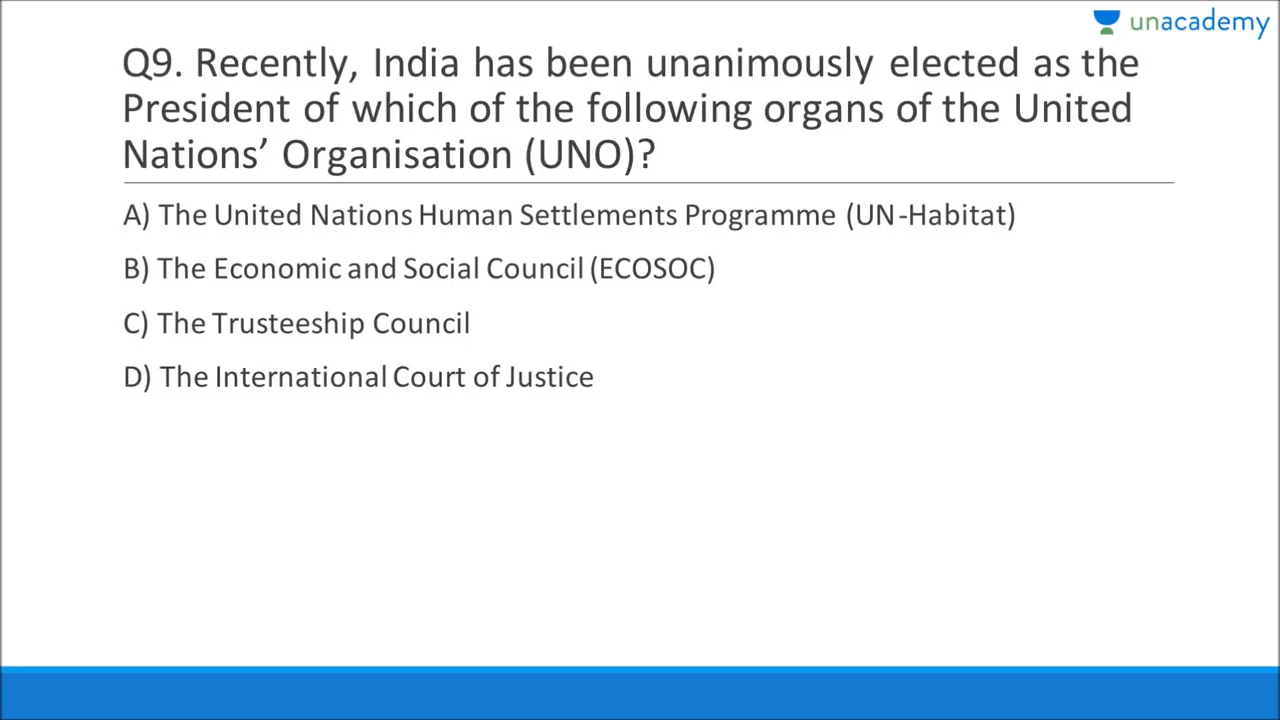 unacademy
Q9. Recently, India has been unanimously elected as the
President of which of the following organs of the United
Nations’ Organisation (UNO)?
A) The United Nations Human Settlements Programme (UN-Habitat)
B) The Economic and Social Council (ECOSOC)
C) The Trusteeship Council
D) The International Court of Justice